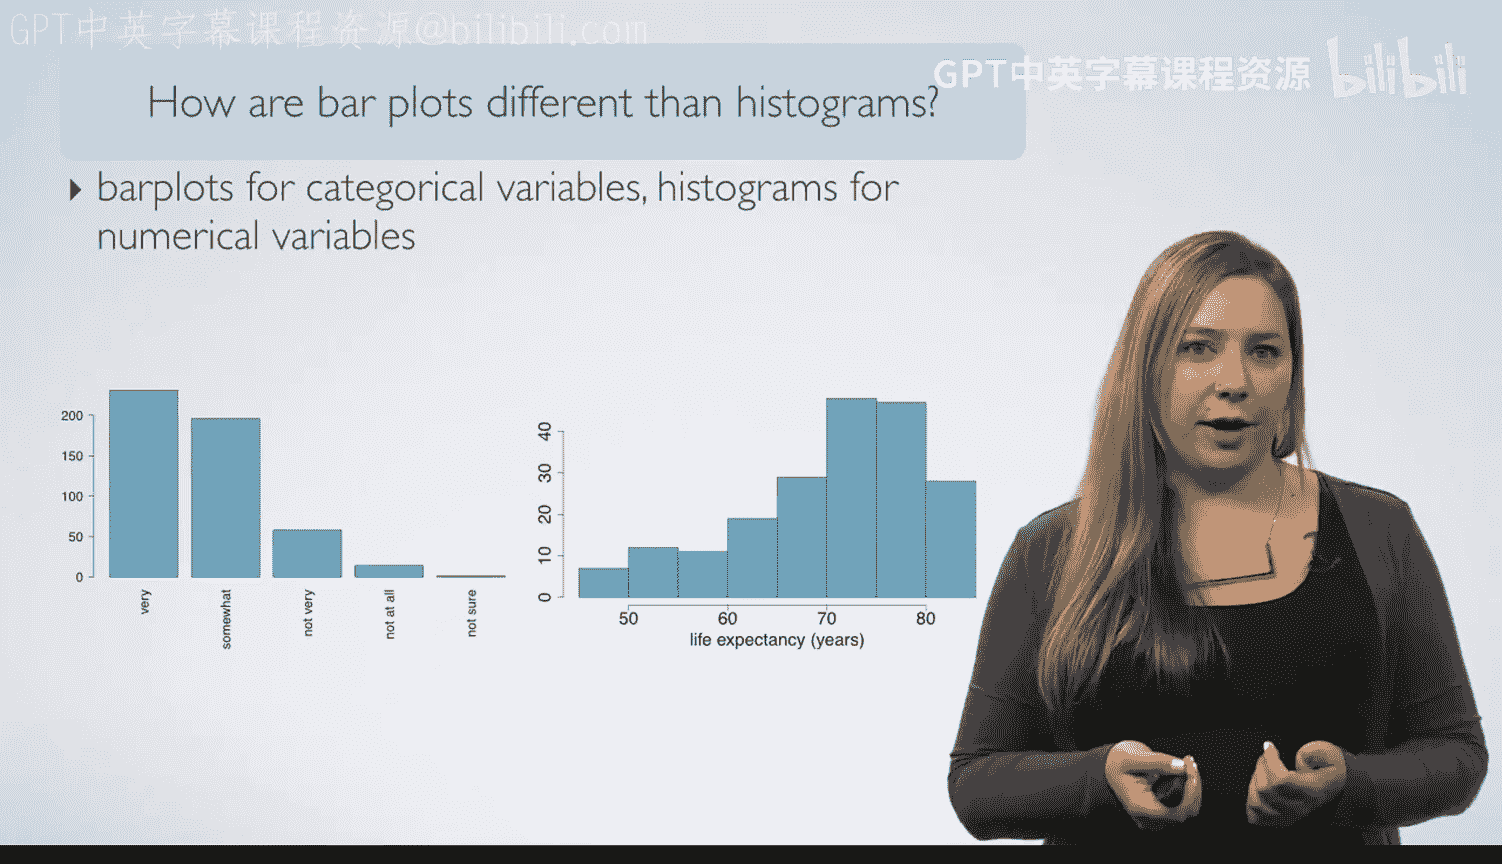 GPT中英字幕课程资源@bilibili.com
GPT中英字幕课程资源 bilibili
How are bar plots different than histograms?
barplots for categorical variables, histograms for
numerical variables
200
150
100
50
0
very
somewhat
not very
not at all
not sure
40
30
20
10
0
50 60 70 80
life expectancy (years)